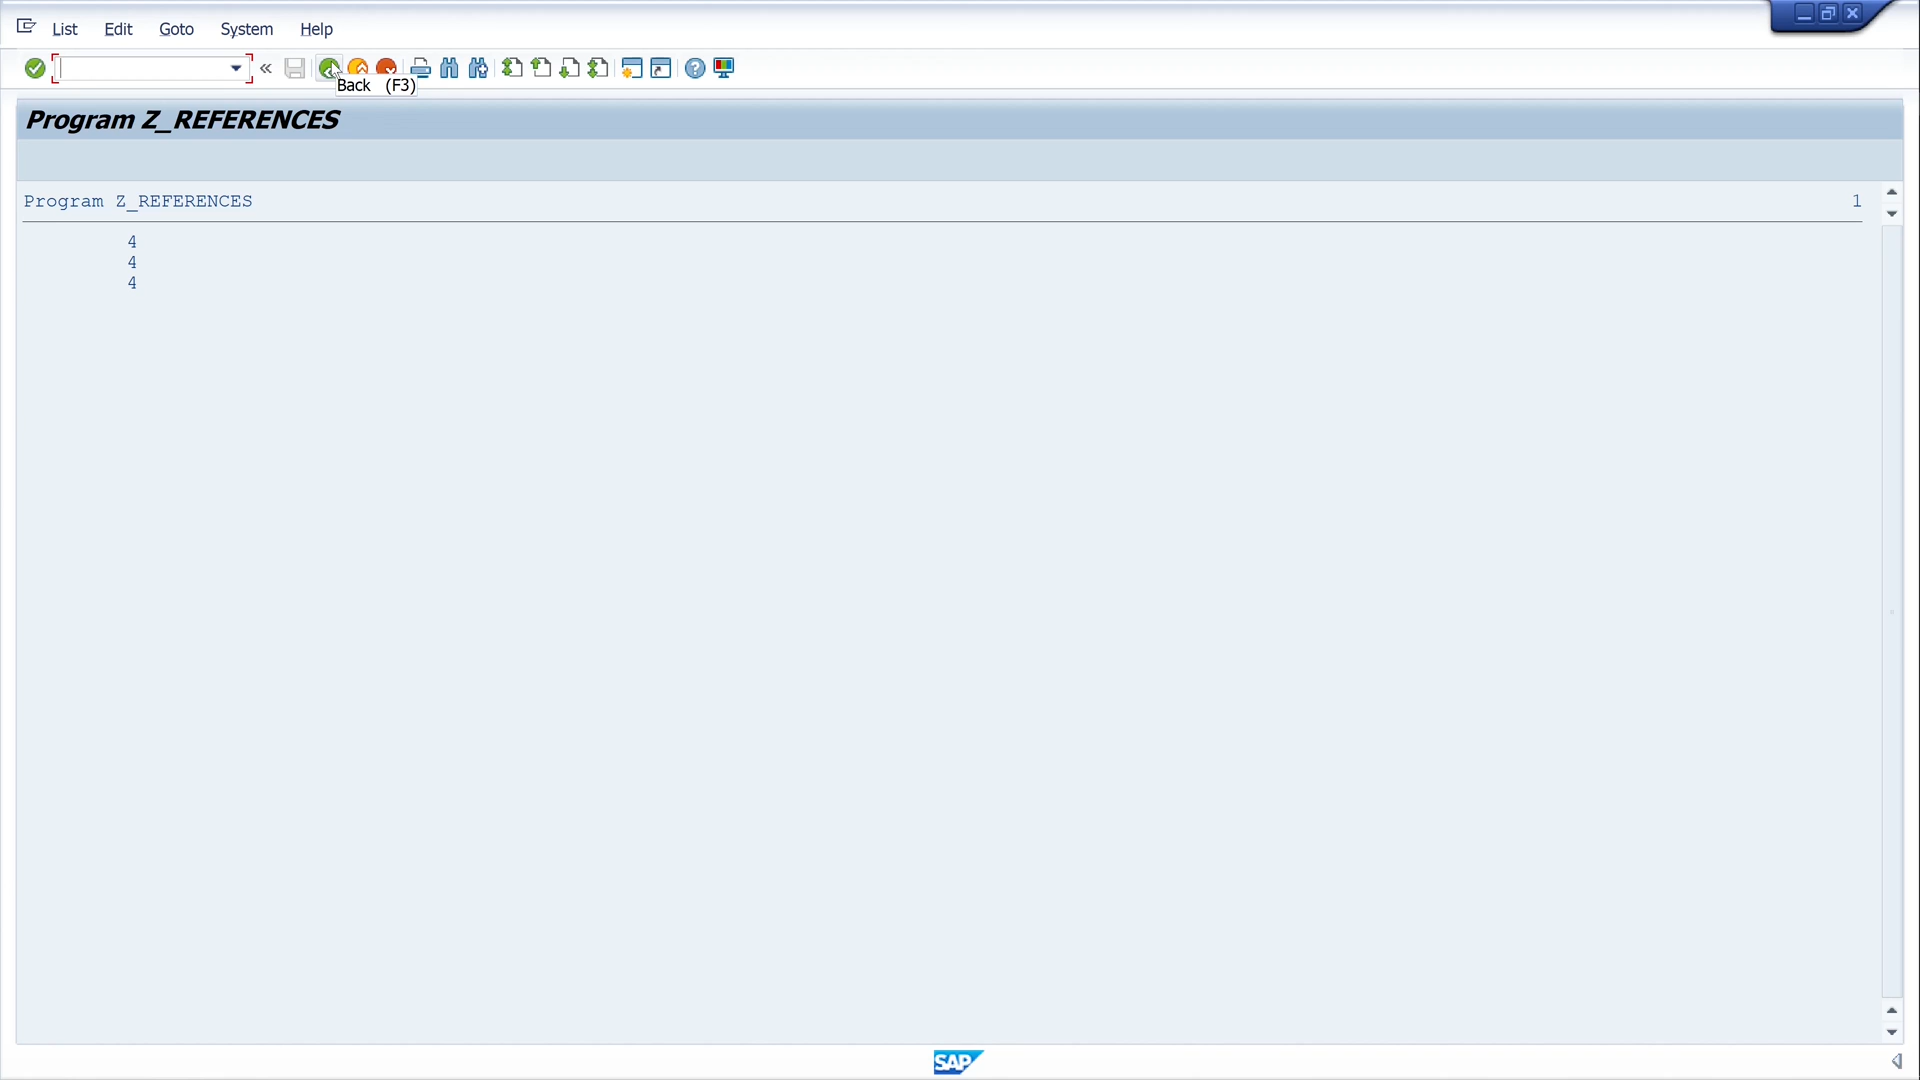 List Edit Goto System Help
Back (F3)
Program Z_REFERENCES
Program Z_REFERENCES 1
4
4
4
SAP